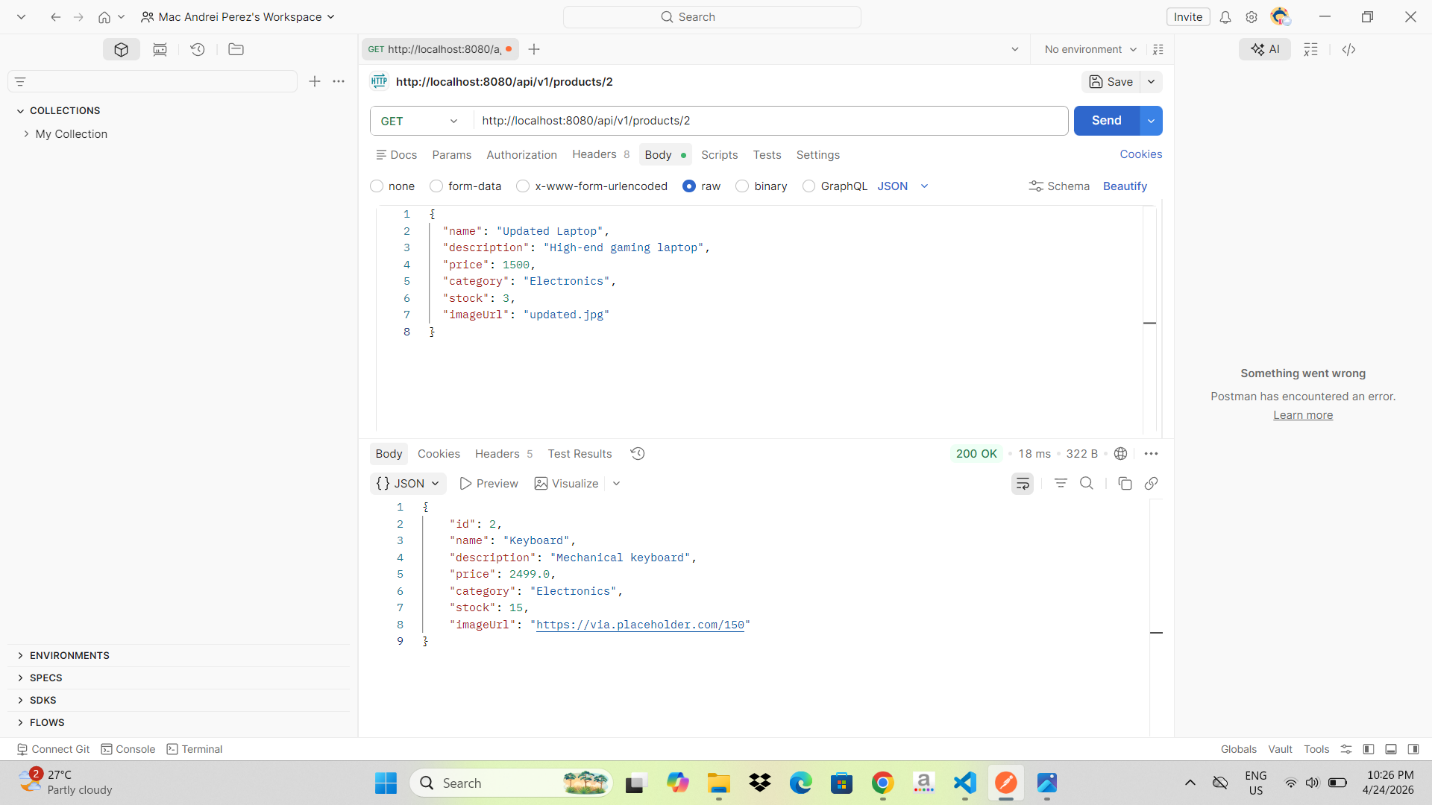 Mac Andrei Perez's Workspace
Search
Invite
GET http://localhost:8080/a
No environment
AI
COLLECTIONS
My Collection
HTTP http://localhost:8080/api/v1/products/2
Save
GET http://localhost:8080/api/v1/products/2
Send
Docs Params Authorization Headers 8 Body Scripts Tests Settings
Cookies
none form-data x-www-form-urlencoded raw binary GraphQL JSON
Schema Beautify
1 {
2 "name": "Updated Laptop",
3 "description": "High-end gaming laptop",
4 "price": 1500,
5 "category": "Electronics",
6 "stock": 3,
7 "imageUrl": "updated.jpg"
8 }
Something went wrong
Postman has encountered an error.
Learn more
Body Cookies Headers 5 Test Results
200 OK • 18 ms • 322 B
{ } JSON Preview Visualize
1 {
2 "id": 2,
3 "name": "Keyboard",
4 "description": "Mechanical keyboard",
5 "price": 2499.0,
6 "category": "Electronics",
7 "stock": 15,
8 "imageUrl": "https://via.placeholder.com/150"
9 }
ENVIRONMENTS
SPECS
SDKS
FLOWS
Connect Git Console Terminal
Globals Vault Tools
2
27°C
Partly cloudy
Search
a
ENG
US
10:26 PM
4/24/2026